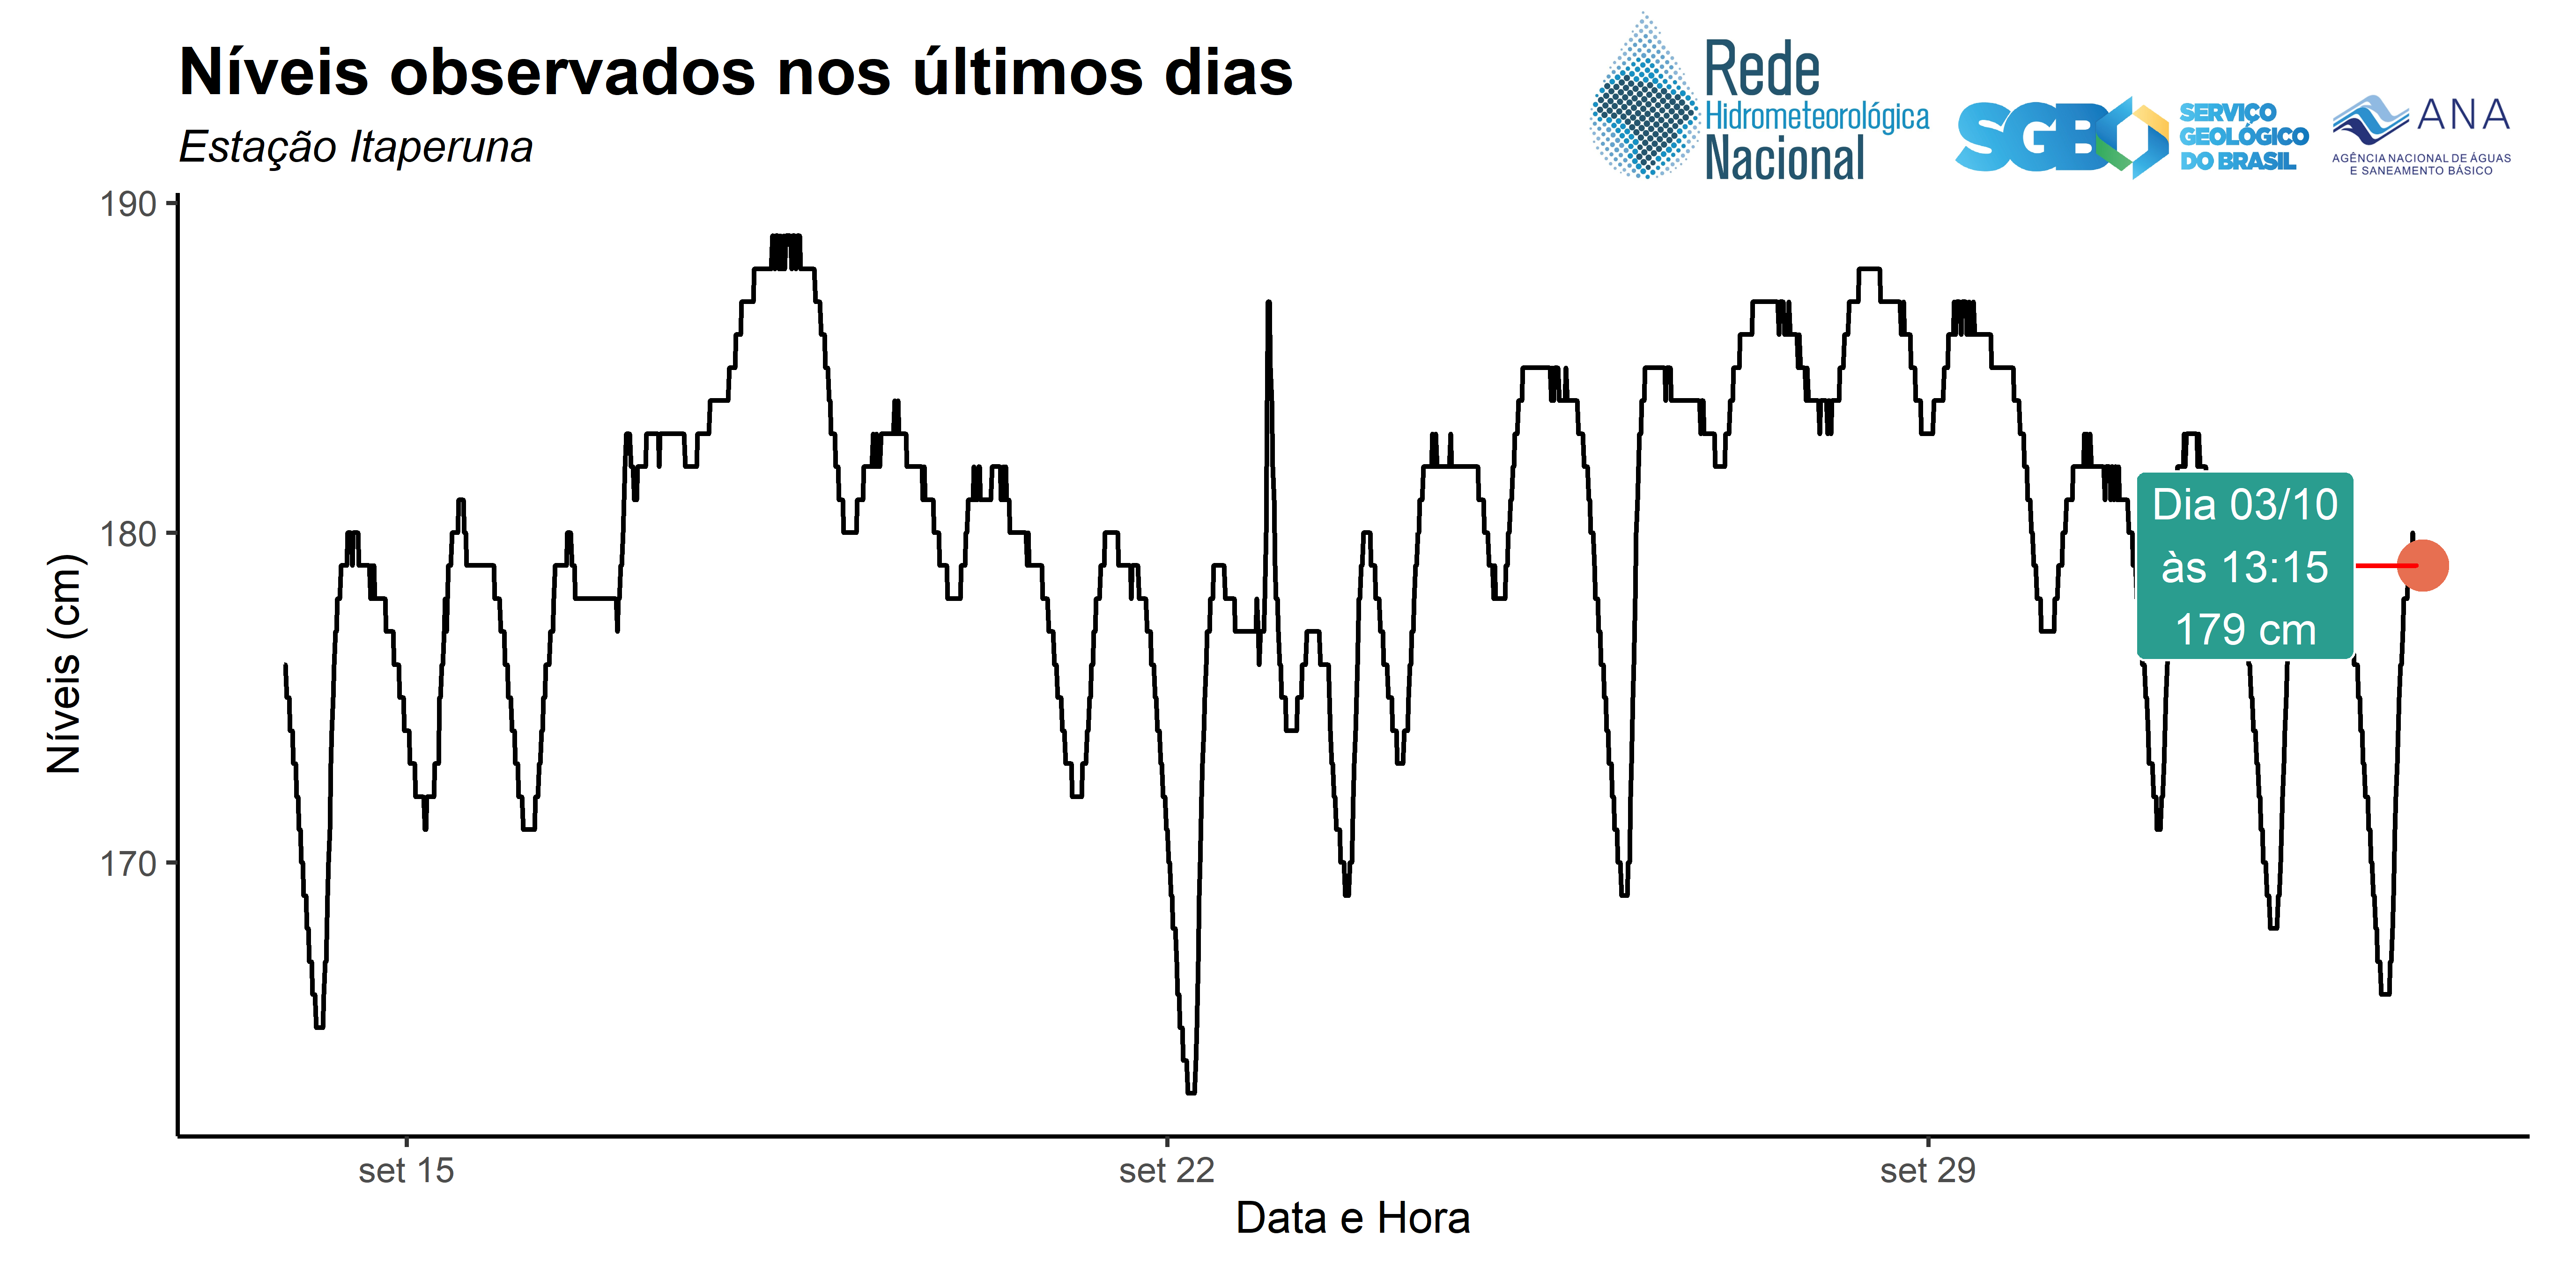 Níveis observados nos últimos dias
Estação Itaperuna
Rede
Hidrometeorológica
Nacional
SGB
SERVIÇO
GEOLÓGICO
DO BRASIL
ANA
AGÊNCIA NACIONAL DE ÁGUAS
E SANEAMENTO BÁSICO
190
180
170
Níveis (cm)
Dia 03/10
às 13:15
179 cm
set 15
set 22
set 29
Data e Hora